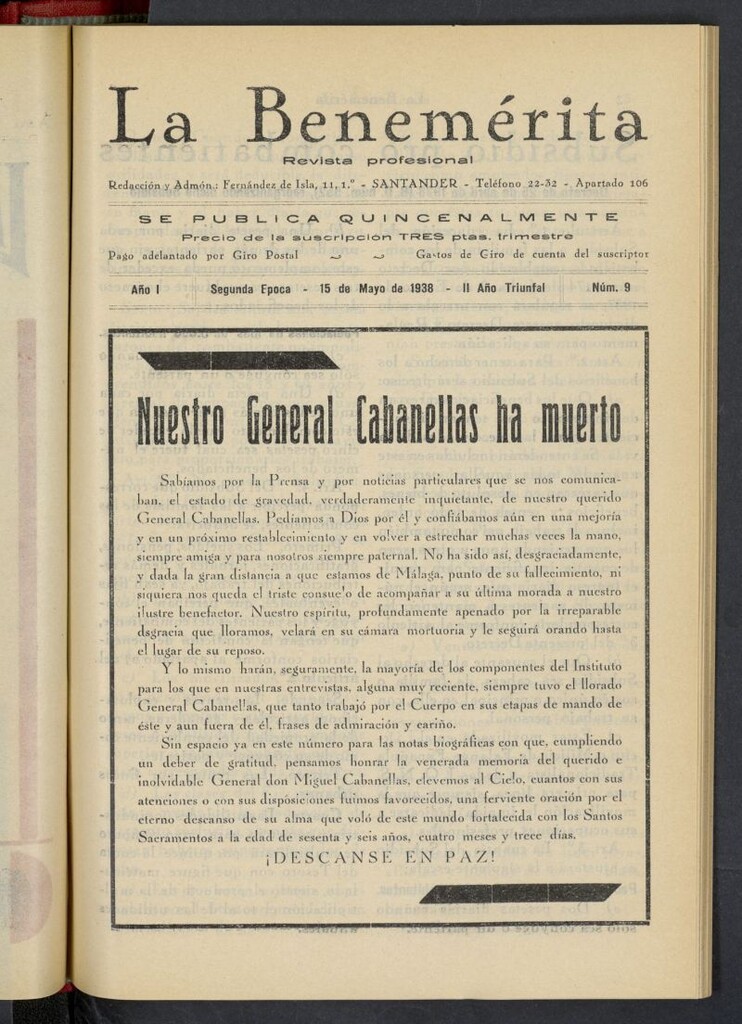 La Benemérita
Revista profesional
Redacción y Admón.: Fernández de Isla, 11, 1.º - SANTANDER - Teléfono 22-32 - Apartado 106
SE PUBLICA QUINCENALMENTE
Precio de la suscripción TRES ptas. trimestre
Pago adelantado por Giro Postal Gastos de Giro de cuenta del suscriptor
Año I Segunda Epoca - 15 de Mayo de 1938 - II Año Triunfal Núm. 9
Nuestro General Cabanellas ha muerto
Sabíamos por la Prensa y por noticias particulares que se nos comunica-
ban, el estado de gravedad, verdaderamente inquietante, de nuestro querido
General Cabanellas. Pedíamos a Dios por él y confiábamos aún en una mejoría
y en un próximo restablecimiento y en volver a estrechar muchas veces la mano,
siempre amiga y para nosotros siempre paternal. No ha sido así, desgraciadamente,
y dada la gran distancia a que estamos de Málaga, punto de su fallecimiento, ni
siquiera nos queda el triste consue'o de acompañar a su última morada a nuestro
ilustre benefactor. Nuestro espíritu, profundamente apenado por la irreparable
dsgracia que lloramos, velará en su cámara mortuoria y le seguirá orando hasta
el lugar de su reposo.
Y lo mismo harán, seguramente, la mayoría de los componentes del Instituto
para los que en nuestras entrevistas, alguna muy reciente, siempre tuvo el llorado
General Cabanellas, que tanto trabajó por el Cuerpo en sus etapas de mando de
éste y aun fuera de él, frases de admiración y cariño.
Sin espacio ya en este número para las notas biográficas con que, cumpliendo
un deber de gratitud, pensamos honrar la venerada memoria del querido e
inolvidable General don Miguel Cabanellas, elevemos al Cielo, cuantos con sus
atenciones o con sus disposiciones fuimos favorecidos, una ferviente oración por el
eterno descanso de su alma que voló de este mundo fortalecida con los Santos
Sacramentos a la edad de sesenta y seis años, cuatro meses y trece días.
¡DESCANSE EN PAZ!